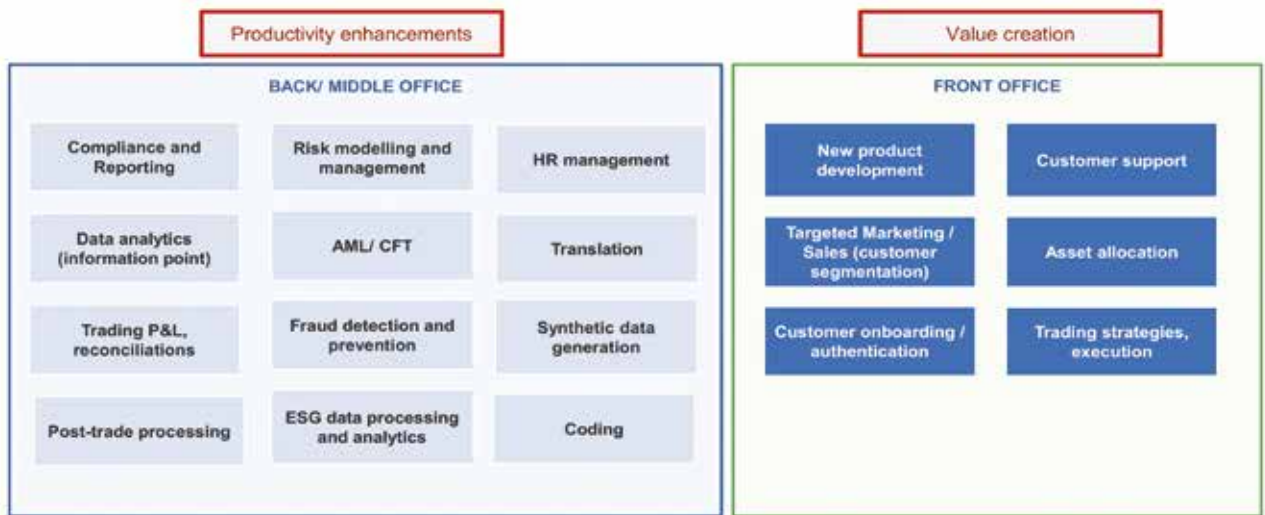 Productivity enhancements
Value creation
BACK/ MIDDLE OFFICE
Compliance and
Reporting
Risk modelling and
management
HR management
Data analytics
(information point)
AML/ CFT
Translation
Trading P&L,
reconciliations
Fraud detection and
prevention
Synthetic data
generation
Post-trade processing
ESG data processing
and analytics
Coding
FRONT OFFICE
New product
development
Customer support
Targeted Marketing /
Sales (customer
segmentation)
Asset allocation
Customer onboarding /
authentication
Trading strategies,
execution